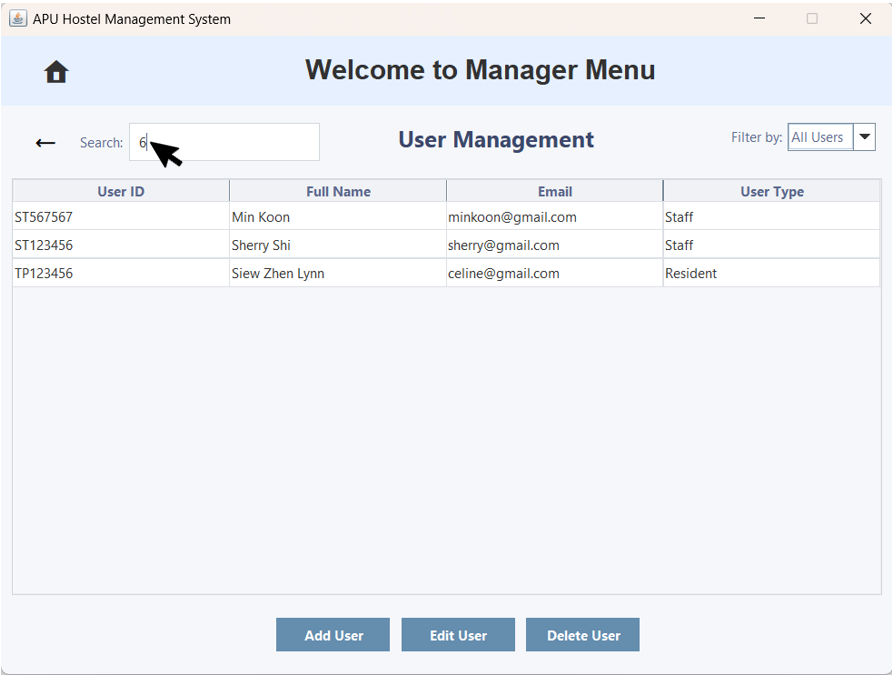 APU Hostel Management System
Welcome to Manager Menu
Search: 6
User Management
Filter by: All Users
User ID Full Name Email User Type
ST567567 Min Koon minkoon@gmail.com Staff
ST123456 Sherry Shi sherry@gmail.com Staff
TP123456 Siew Zhen Lynn celine@gmail.com Resident
Add User Edit User Delete User